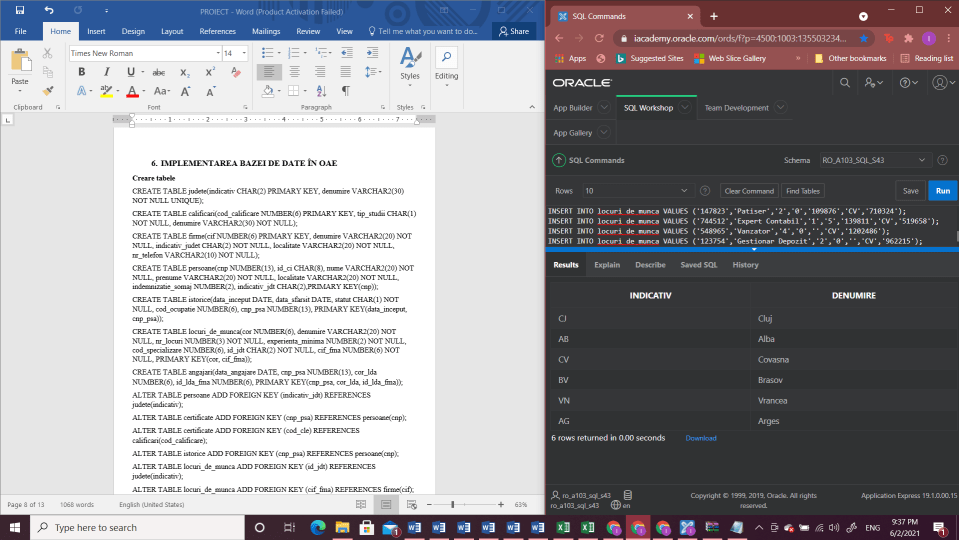 PROIECT - Word (Product Activation Failed)
File Home Insert Design Layout References Mailings Review View Tell me what you want to do... Share
Paste
Times New Roman 14
B I U abc X₂ X² Aa
Styles Editing
Clipboard Font Paragraph Styles
6. IMPLEMENTAREA BAZEI DE DATE ÎN OAE
Creare tabele
CREATE TABLE judete(indicativ CHAR(2) PRIMARY KEY, denumire VARCHAR2(30)
NOT NULL UNIQUE);
CREATE TABLE calificari(cod_calificare NUMBER(6) PRIMARY KEY, tip_studii CHAR(1)
NOT NULL, denumire VARCHAR2(30) NOT NULL);
CREATE TABLE firme(cif NUMBER(6) PRIMARY KEY, denumire VARCHAR2(20) NOT
NULL, indicativ_judet CHAR(2) NOT NULL, localitate VARCHAR2(20) NOT NULL,
nr_telefon VARCHAR2(10) NOT NULL);
CREATE TABLE persoane(cnp NUMBER(13), id_ci CHAR(8), nume VARCHAR2(20) NOT
NULL, prenume VARCHAR2(20) NOT NULL, localitate VARCHAR2(20) NOT NULL,
indemnizatie_somaj NUMBER(2), indicativ_jdt CHAR(2),PRIMARY KEY(cnp));
CREATE TABLE istorice(data_inceput DATE, data_sfarsit DATE, statut CHAR(1) NOT
NULL, cod_ocupatie NUMBER(6), cnp_psa NUMBER(13), PRIMARY KEY(data_inceput,
cnp_psa));
CREATE TABLE locuri_de_munca(cor NUMBER(6), denumire VARCHAR2(20) NOT
NULL, nr_locuri NUMBER(3) NOT NULL, experienta_minima NUMBER(2) NOT NULL,
cod_specializare NUMBER(6), id_jdt CHAR(2) NOT NULL, cif_fma NUMBER(6) NOT
NULL, PRIMARY KEY(cor, cif_fma));
CREATE TABLE angajari(data_angajare DATE, cnp_psa NUMBER(13), cor_lda
NUMBER(6), id_lda_fma NUMBER(6), PRIMARY KEY(cnp_psa, cor_lda, id_lda_fma));
ALTER TABLE persoane ADD FOREIGN KEY (indicativ_jdt) REFERENCES
judete(indicativ);
ALTER TABLE certificate ADD FOREIGN KEY (cnp_psa) REFERENCES persoane(cnp);
ALTER TABLE certificate ADD FOREIGN KEY (cod_cle) REFERENCES
calificari(cod_calificare);
ALTER TABLE istorice ADD FOREIGN KEY (cnp_psa) REFERENCES persoane(cnp);
ALTER TABLE locuri_de_munca ADD FOREIGN KEY (id_jdt) REFERENCES
judete(indicativ);
ALTER TABLE locuri_de_munca ADD FOREIGN KEY (cif_fma) REFERENCES firme(cif);
Page 8 of 13 1068 words English (United States) 63%
SQL Commands
iacademy.oracle.com/ords/f?p=4500:1003:135503234...
Apps Suggested Sites Web Slice Gallery » Other bookmarks Reading list
ORACLE
App Builder SQL Workshop Team Development
App Gallery
SQL Commands Schema RO_A103_SQL_S43
Rows 10 Clear Command Find Tables Save Run
INSERT INTO locuri de munca VALUES ('147823','Patiser','2','0','109876','CV','710324');
INSERT INTO locuri de munca VALUES ('744512','Expert Contabil','1','5','139811','CV','519658');
INSERT INTO locuri de munca VALUES ('548965','Vanzator','4','0','','CV','1202486');
INSERT INTO locuri de munca VALUES ('123754','Gestionar Depozit','2','0','','CV','962215');
Results Explain Describe Saved SQL History
INDICATIV DENUMIRE
CJ Cluj
AB Alba
CV Covasna
BV Brasov
VN Vrancea
AG Arges
6 rows returned in 0.00 seconds Download
ro_a103_sql_s43
ro_a103_sql_s43 en
Copyright © 1999, 2019, Oracle. All rights reserved.
Application Express 19.1.0.00.15
Type here to search
ENG
9:37 PM
6/2/2021